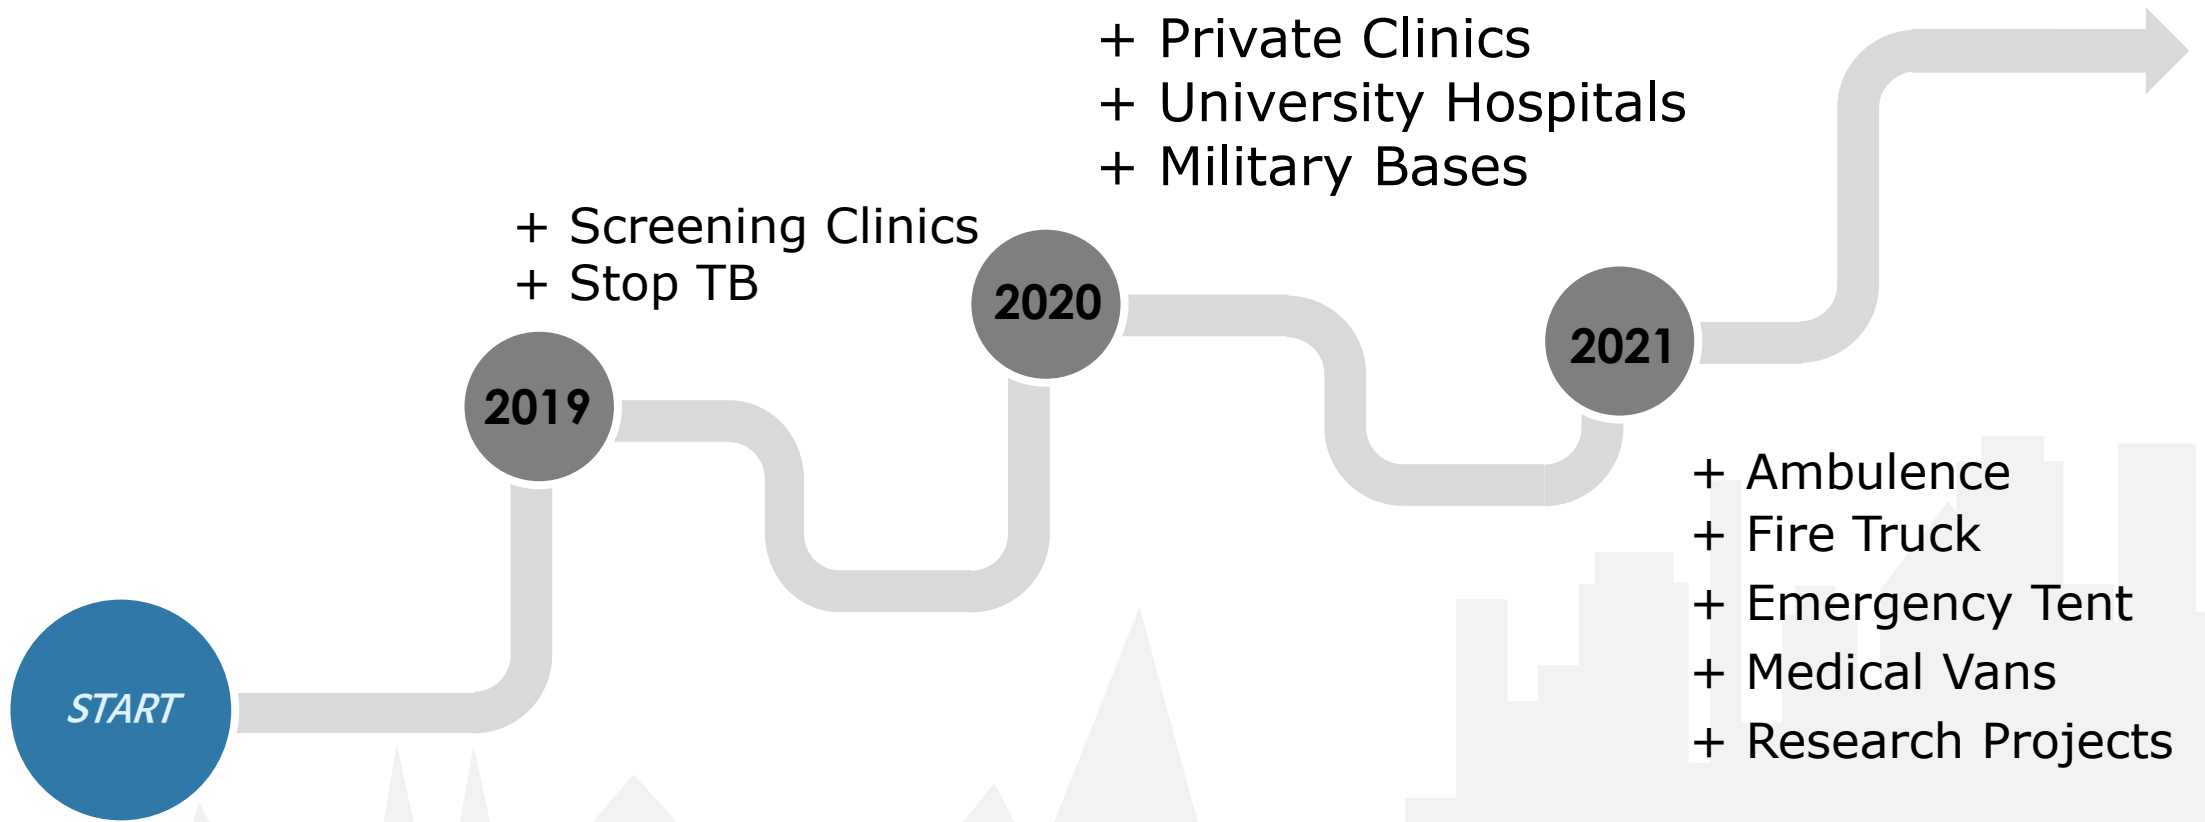 START
2019
+ Screening Clinics
+ Stop TB
2020
+ Private Clinics
+ University Hospitals
+ Military Bases
2021
+ Ambulence
+ Fire Truck
+ Emergency Tent
+ Medical Vans
+ Research Projects